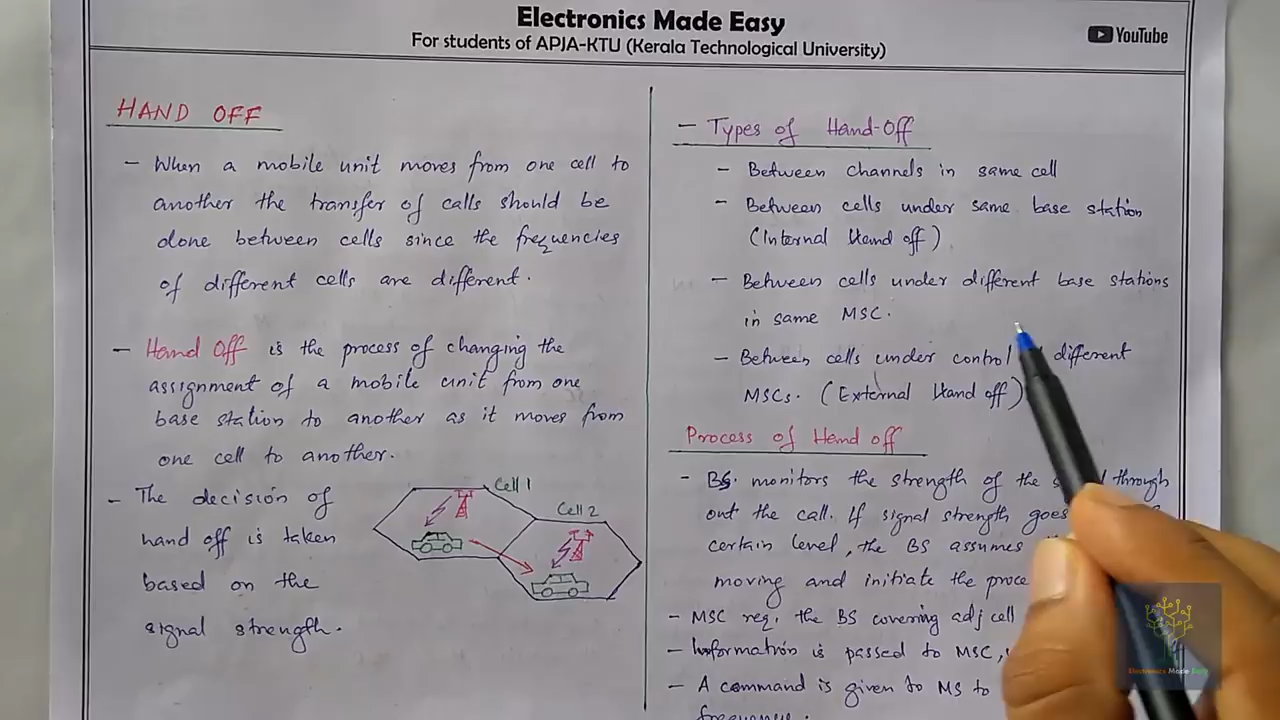 Electronics Made Easy
For students of APJA-KTU (Kerala Technological University)
YouTube
HAND OFF
- When a mobile unit moves from one cell to
another the transfer of calls should be
done between cells since the frequencies
of different cells are different.
- Hand Off is the process of changing the
assignment of a mobile unit from one
base station to another as it moves from
one cell to another.
- The decision of
hand off is taken
based on the
signal strength.
Cell 1
Cell 2
- Types of Hand-Off
- Between channels in same cell
- Between cells under same base station
(Internal Hand off)
- Between cells under different base stations
in same MSC.
- Between cells under control different
MSCs. (External Hand off)
Process of Hand off
- BS. monitors the strength of the through
out the call. If signal strength goes
certain level, the BS assumes
moving and initiate the
- MSC req. the BS covering adj cell
- Information is passed to MSC,
- A command is given to MS to
frequency.
Electronics Made Easy